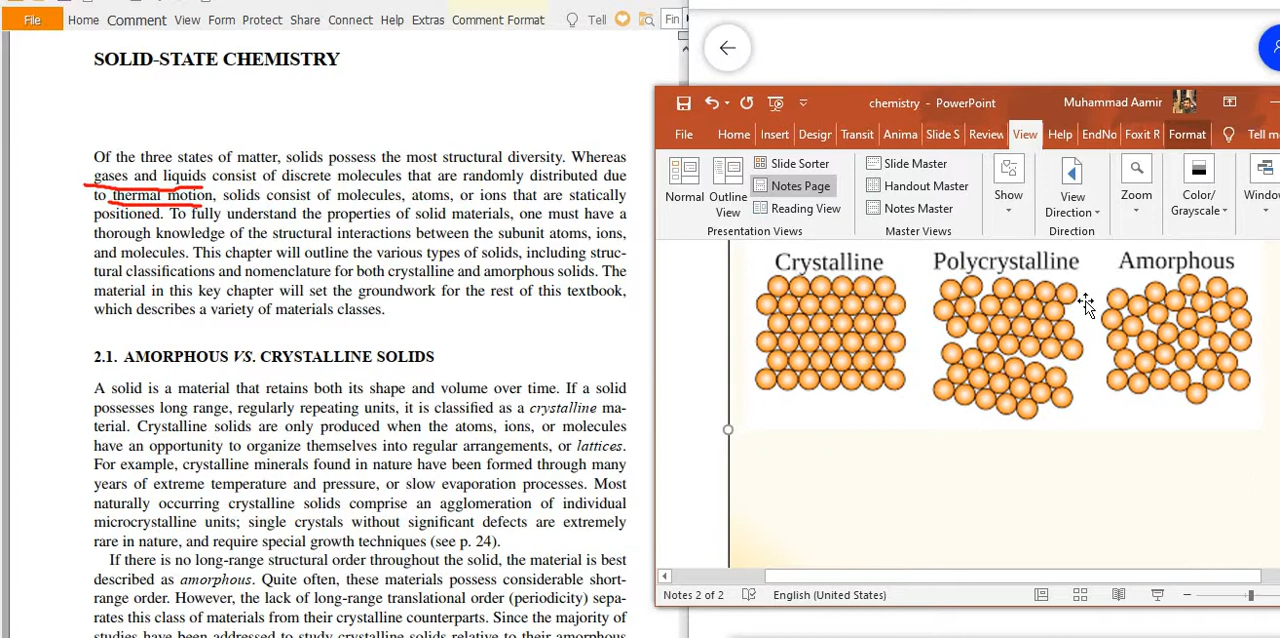 File Home Comment View Form Protect Share Connect Help Extras Comment Format Tell Fin
SOLID-STATE CHEMISTRY
Of the three states of matter, solids possess the most structural diversity. Whereas
gases and liquids consist of discrete molecules that are randomly distributed due
to thermal motion, solids consist of molecules, atoms, or ions that are statically
positioned. To fully understand the properties of solid materials, one must have a
thorough knowledge of the structural interactions between the subunit atoms, ions,
and molecules. This chapter will outline the various types of solids, including struc-
tural classifications and nomenclature for both crystalline and amorphous solids. The
material in this key chapter will set the groundwork for the rest of this textbook,
which describes a variety of materials classes.
2.1. AMORPHOUS VS. CRYSTALLINE SOLIDS
A solid is a material that retains both its shape and volume over time. If a solid
possesses long range, regularly repeating units, it is classified as a crystalline ma-
terial. Crystalline solids are only produced when the atoms, ions, or molecules
have an opportunity to organize themselves into regular arrangements, or lattices.
For example, crystalline minerals found in nature have been formed through many
years of extreme temperature and pressure, or slow evaporation processes. Most
naturally occurring crystalline solids comprise an agglomeration of individual
microcrystalline units; single crystals without significant defects are extremely
rare in nature, and require special growth techniques (see p. 24).
If there is no long-range structural order throughout the solid, the material is best
described as amorphous. Quite often, these materials possess considerable short-
range order. However, the lack of long-range translational order (periodicity) sepa-
rates this class of materials from their crystalline counterparts. Since the majority of
studies have been addressed to study crystalline solids relative to their amorphous
chemistry - PowerPoint Muhammad Aamir
File Home Insert Desigr Transit Anima Slide S Review View Help EndNo Foxit R Format Tell me
Normal Outline View
Slide Sorter
Notes Page
Reading View
Presentation Views
Slide Master
Handout Master
Notes Master
Master Views
Show
View Direction
Direction
Zoom
Color/ Grayscale
Window
Crystalline Polycrystalline Amorphous
Notes 2 of 2 English (United States)